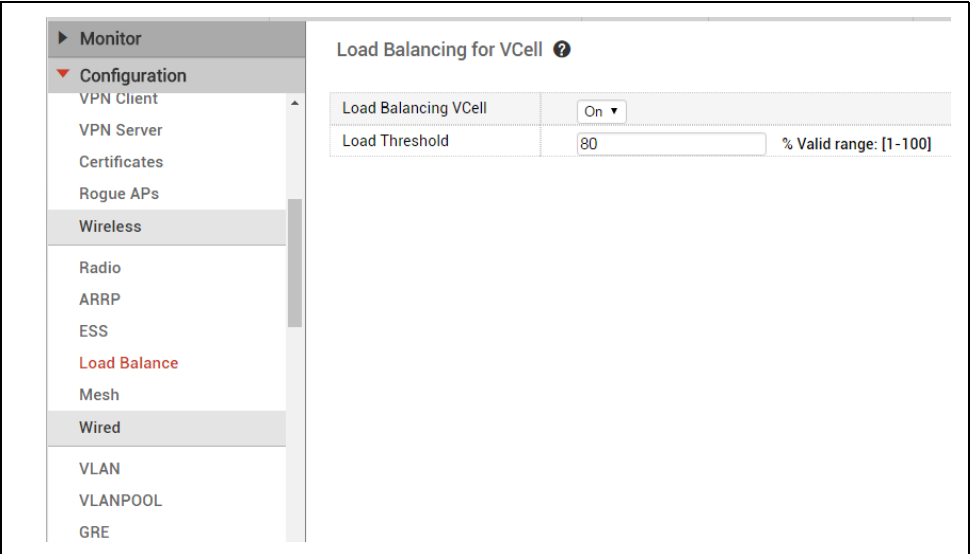 Monitor
Configuration
VPN Client
VPN Server
Certificates
Rogue APs
Wireless
Radio
ARRP
ESS
Load Balance
Mesh
Wired
VLAN
VLANPOOL
GRE
Load Balancing for VCell ?
Load Balancing VCell On
Load Threshold 80 % Valid range: [1-100]